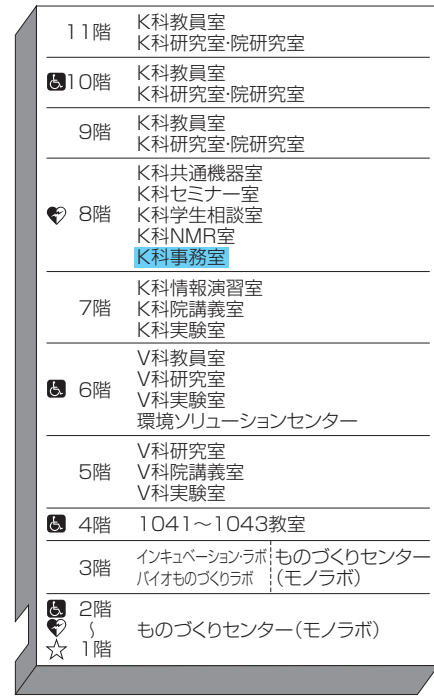 11階
K科教員室
K科研究室・院研究室
10階
K科教員室
K科研究室・院研究室
9階
K科教員室
K科研究室・院研究室
8階
K科共通機器室
K科セミナー室
K科学生相談室
K科NMR室
K科事務室
7階
K科情報演習室
K科院講義室
K科実験室
6階
V科教員室
V科研究室
V科実験室
環境ソリューションセンター
5階
V科研究室
V科院講義室
V科実験室
4階
1041～1043教室
3階
インキュベーション・ラボ
バイオものづくりラボ
ものづくりセンター
(モノラボ)
2階
～
1階
ものづくりセンター(モノラボ)